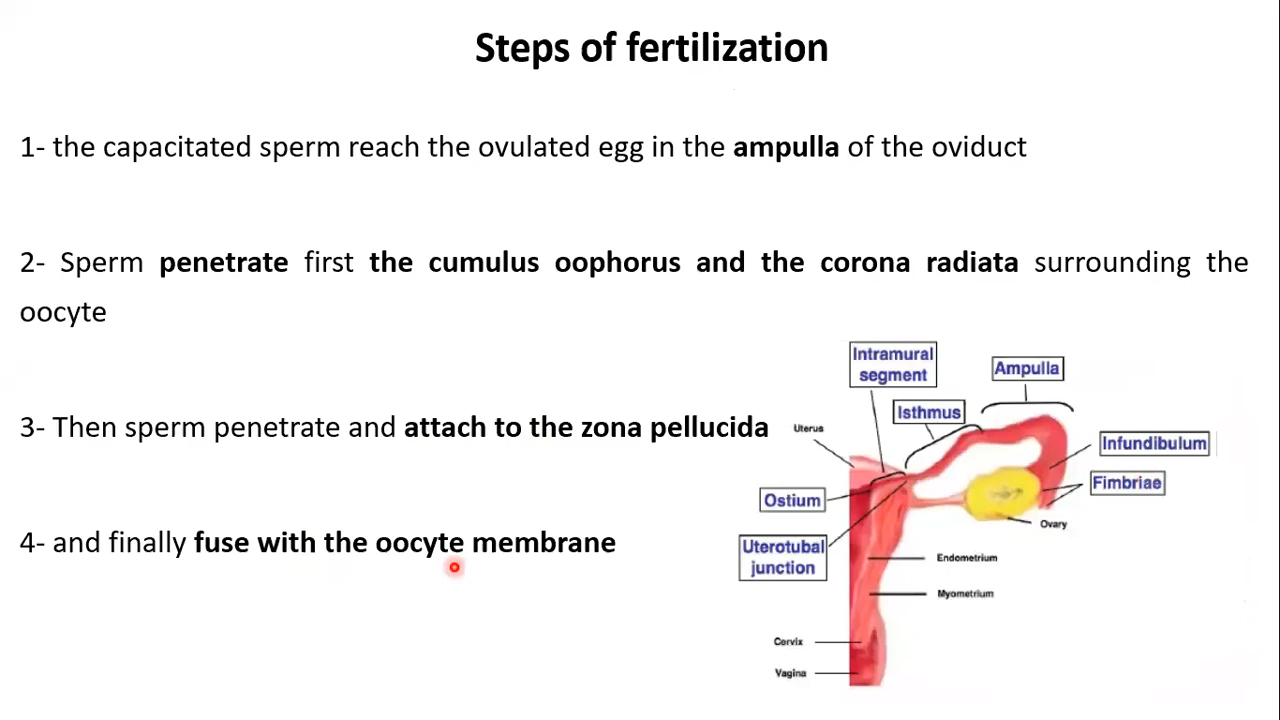 Steps of fertilization
1- the capacitated sperm reach the ovulated egg in the ampulla of the oviduct
2- Sperm penetrate first the cumulus oophorus and the corona radiata surrounding the
oocyte
3- Then sperm penetrate and attach to the zona pellucida
4- and finally fuse with the oocyte membrane
Intramural
segment
Ampulla
Isthmus
Uterus
Infundibulum
Fimbriae
Ostium
Ovary
Uterotubal
junction
Endometrium
Myometrium
Cervix
Vagina